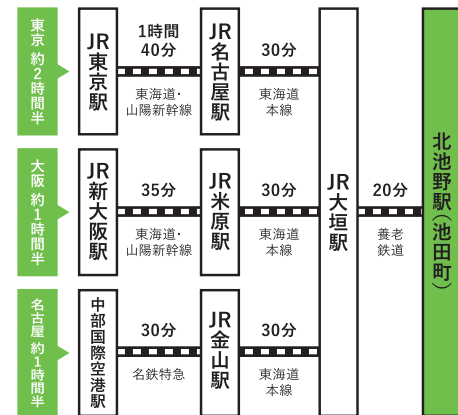 東京 約2時間半
JR東京駅
1時間
40分
東海道・
山陽新幹線
JR名古屋駅
30分
東海道
本線
大阪 約1時間半
JR新大阪駅
35分
東海道・
山陽新幹線
JR米原駅
30分
東海道
本線
名古屋 約1時間半
中部国際空港駅
30分
名鉄特急
JR金山駅
30分
東海道
本線
JR大垣駅
20分
養老
鉄道
北池野駅(池田町)